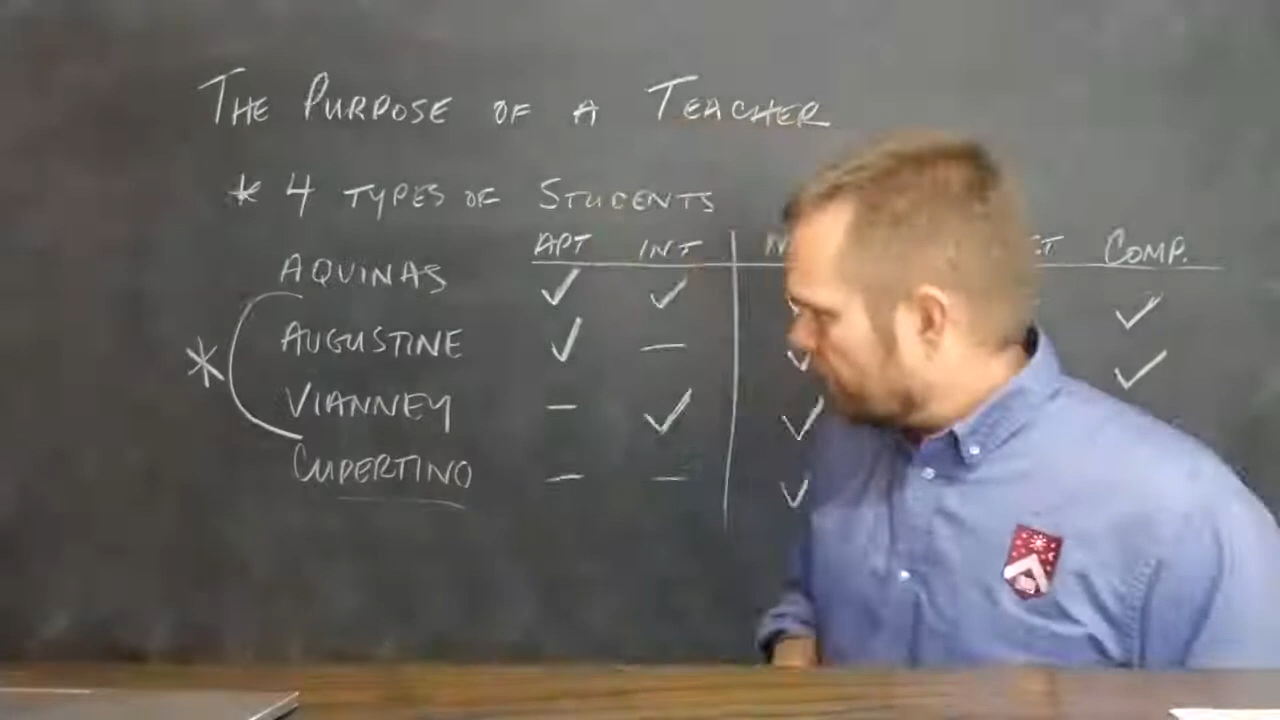 THE PURPOSE OF A TEACHER
* 4 TYPES OF STUDENTS
APT INT COMP.
AQUINAS ✓ ✓ ✓
* AUGUSTINE ✓ – ✓ ✓
VIANNEY – ✓ ✓
CUPERTINO – – ✓